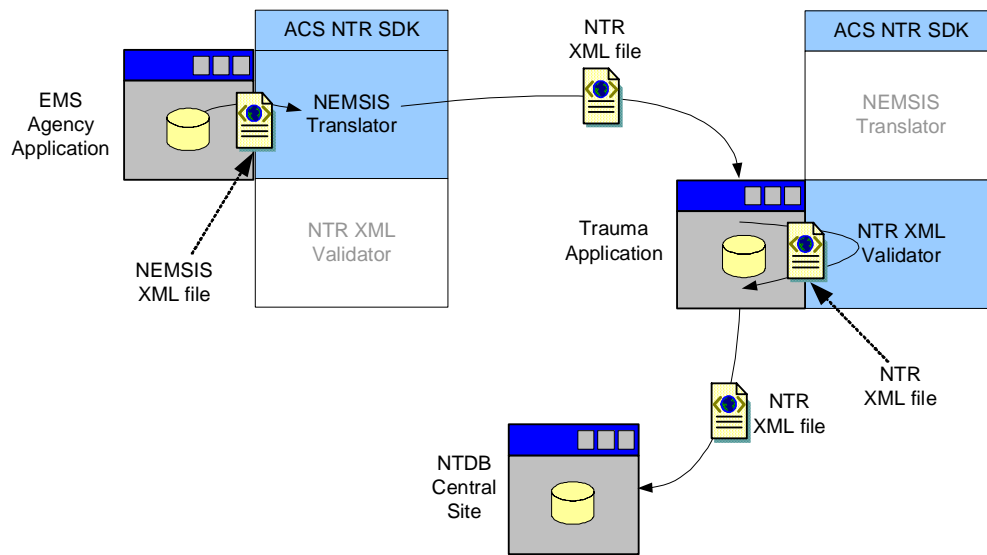 ACS NTR SDK
EMS
Agency
Application
NEMSIS
Translator
NTR XML
Validator
NEMSIS
XML file
NTR
XML file
ACS NTR SDK
NEMSIS
Translator
Trauma
Application
NTR XML
Validator
NTR
XML file
NTR
XML file
NTDB
Central
Site